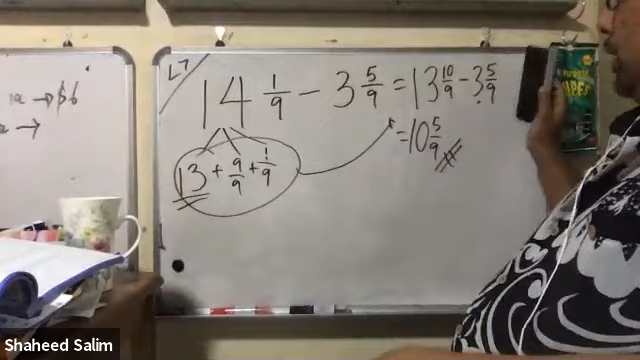 L7
14 1/9 − 3 5/9 = 13 10/9 − 3 5/9
= 10 5/9
13 + 9/9 + 1/9
Shaheed Salim